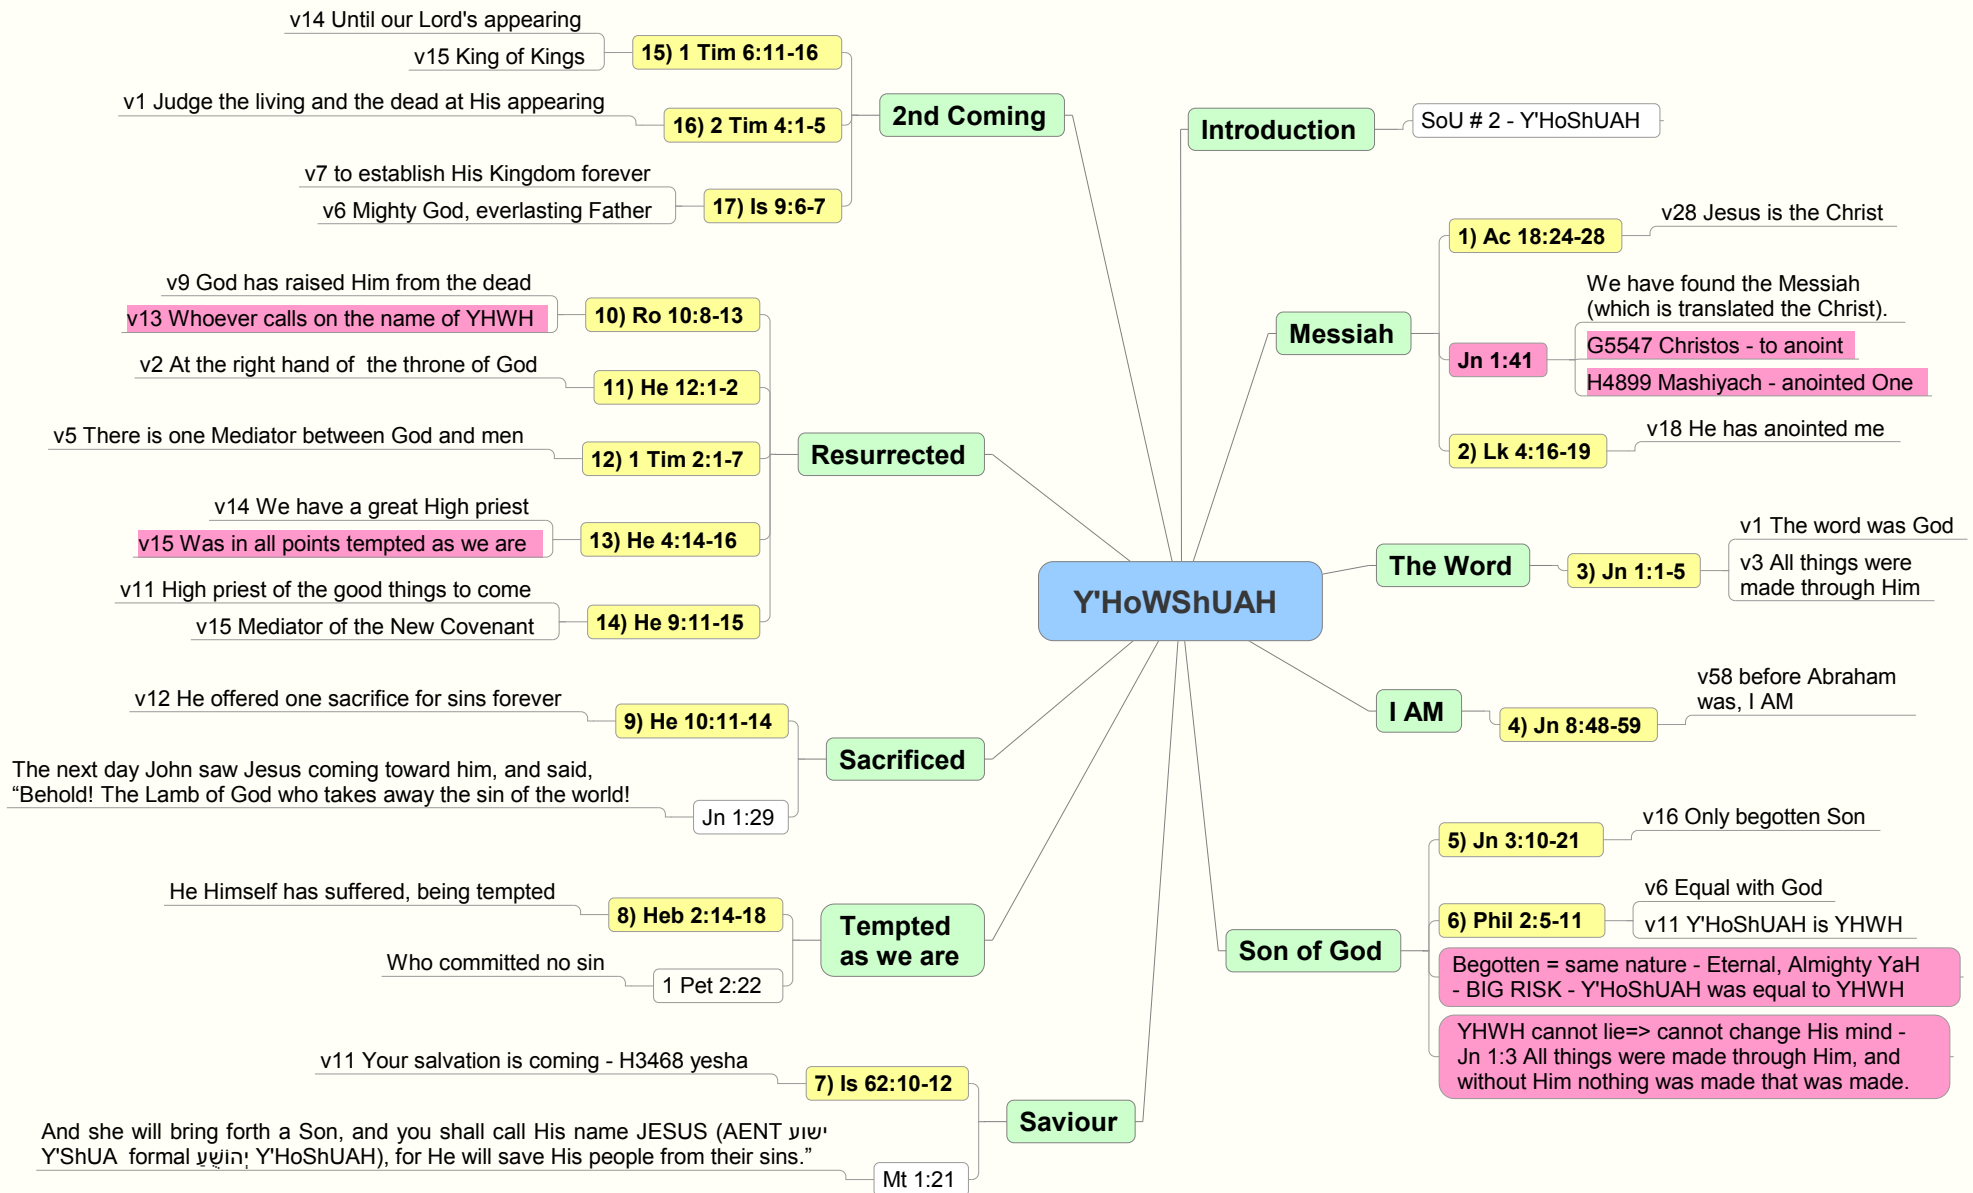 Y'HoWShUAH
Introduction
SoU # 2 - Y'HoShUAH
Messiah
1) Ac 18:24-28
v28 Jesus is the Christ
Jn 1:41
We have found the Messiah
(which is translated the Christ).
G5547 Christos - to anoint
H4899 Mashiyach - anointed One
2) Lk 4:16-19
v18 He has anointed me
The Word
3) Jn 1:1-5
v1 The word was God
v3 All things were
made through Him
I AM
4) Jn 8:48-59
v58 before Abraham
was, I AM
Son of God
5) Jn 3:10-21
v16 Only begotten Son
6) Phil 2:5-11
v6 Equal with God
v11 Y'HoShUAH is YHWH
Begotten = same nature - Eternal, Almighty YaH
- BIG RISK - Y'HoShUAH was equal to YHWH
YHWH cannot lie=> cannot change His mind -
Jn 1:3 All things were made through Him, and
without Him nothing was made that was made.
Saviour
7) Is 62:10-12
v11 Your salvation is coming - H3468 yesha
Mt 1:21
And she will bring forth a Son, and you shall call His name JESUS (AENT ישוע
Y'ShUA formal יְהוֹשֻׁעַ Y'HoShUAH), for He will save His people from their sins.”
Tempted
as we are
8) Heb 2:14-18
He Himself has suffered, being tempted
1 Pet 2:22
Who committed no sin
Sacrificed
9) He 10:11-14
v12 He offered one sacrifice for sins forever
Jn 1:29
The next day John saw Jesus coming toward him, and said,
“Behold! The Lamb of God who takes away the sin of the world!
Resurrected
10) Ro 10:8-13
v9 God has raised Him from the dead
v13 Whoever calls on the name of YHWH
11) He 12:1-2
v2 At the right hand of the throne of God
12) 1 Tim 2:1-7
v5 There is one Mediator between God and men
13) He 4:14-16
v14 We have a great High priest
v15 Was in all points tempted as we are
14) He 9:11-15
v11 High priest of the good things to come
v15 Mediator of the New Covenant
2nd Coming
15) 1 Tim 6:11-16
v14 Until our Lord's appearing
v15 King of Kings
16) 2 Tim 4:1-5
v1 Judge the living and the dead at His appearing
17) Is 9:6-7
v7 to establish His Kingdom forever
v6 Mighty God, everlasting Father